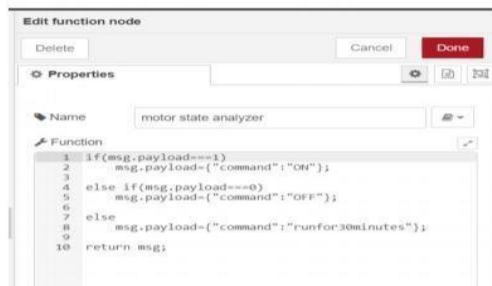 Edit function node
Delete Cancel Done
Properties
Name motor state analyzer
Function
1 if(msg.payload===1)
2 msg.payload={"command":"ON"};
3
4 else if(msg.payload===0)
5 msg.payload={"command":"OFF"};
6
7 else
8 msg.payload={"command":"runfor30minutes"};
9
10 return msg;